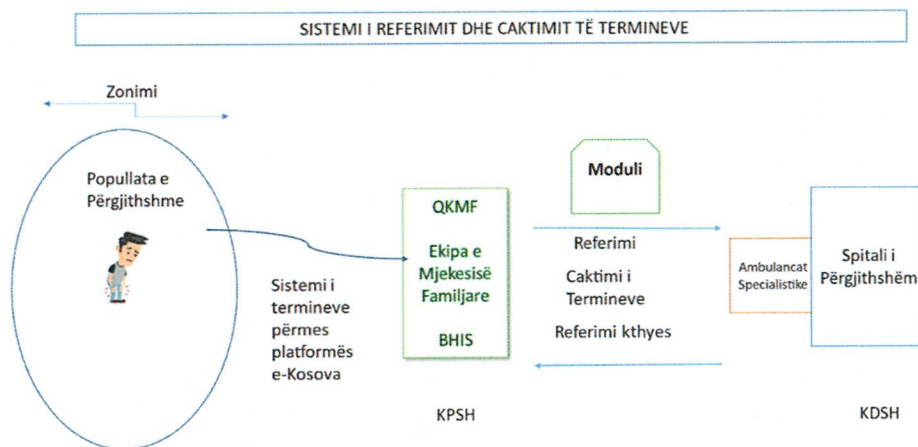 SISTEMI I REFERIMIT DHE CAKTIMIT TË TERMINEVE
Zonimi
Popullata e
Përgjithshme
Sistemi i
termineve
përmes
platformës
e-Kosova
QKMF
Ekipa e
Mjekesisë
Familjare
BHIS
KPSH
Moduli
Referimi
Caktimi i
Termineve
Referimi kthyes
Ambulancat
Specialistike
Spitali i
Përgjithshëm
KDSH